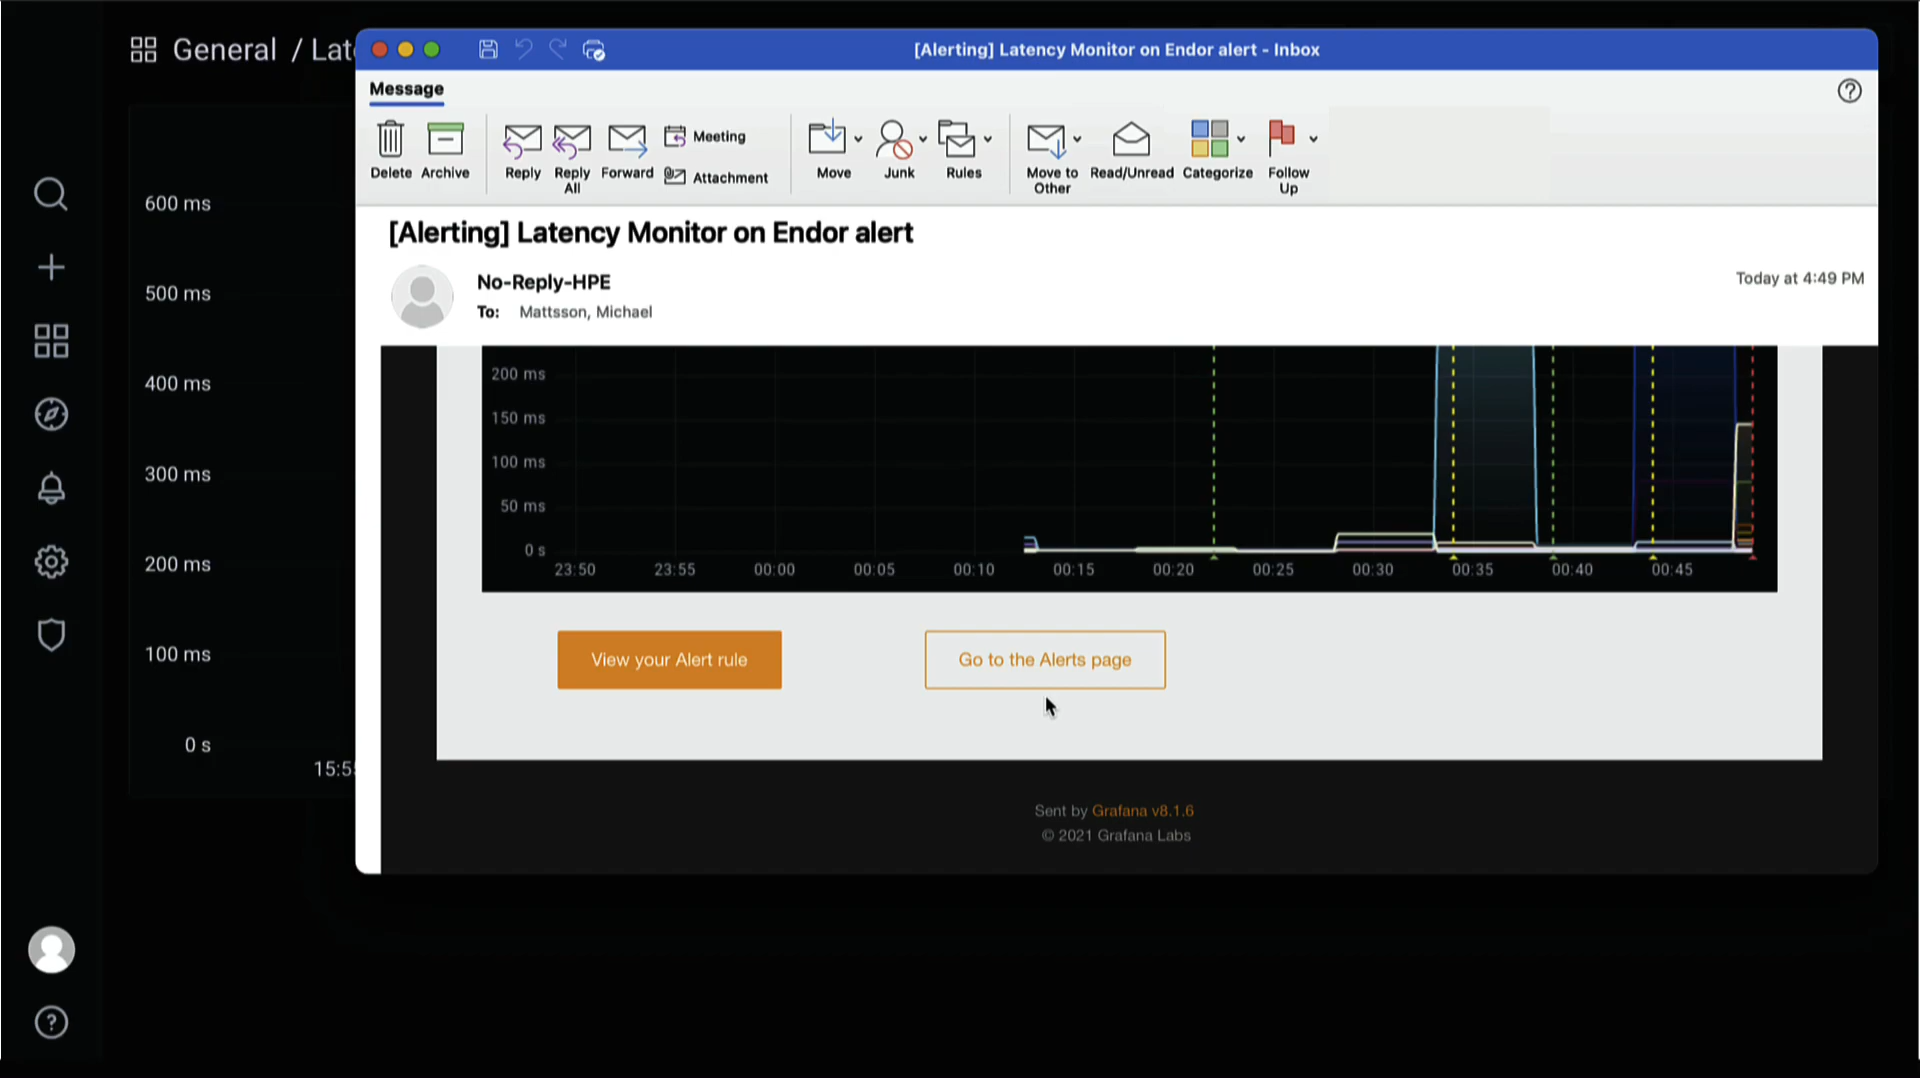 General / Late
600 ms
500 ms
400 ms
300 ms
200 ms
100 ms
0 s
15:55
[Alerting] Latency Monitor on Endor alert - Inbox
Message
Delete
Archive
Reply
Reply All
Forward
Meeting
Attachment
Move
Junk
Rules
Move to Other
Read/Unread
Categorize
Follow Up
[Alerting] Latency Monitor on Endor alert
No-Reply-HPE
Today at 4:49 PM
To: Mattsson, Michael
200 ms
150 ms
100 ms
50 ms
0 s
23:50 23:55 00:00 00:05 00:10 00:15 00:20 00:25 00:30 00:35 00:40 00:45
View your Alert rule
Go to the Alerts page
Sent by Grafana v8.1.6
© 2021 Grafana Labs